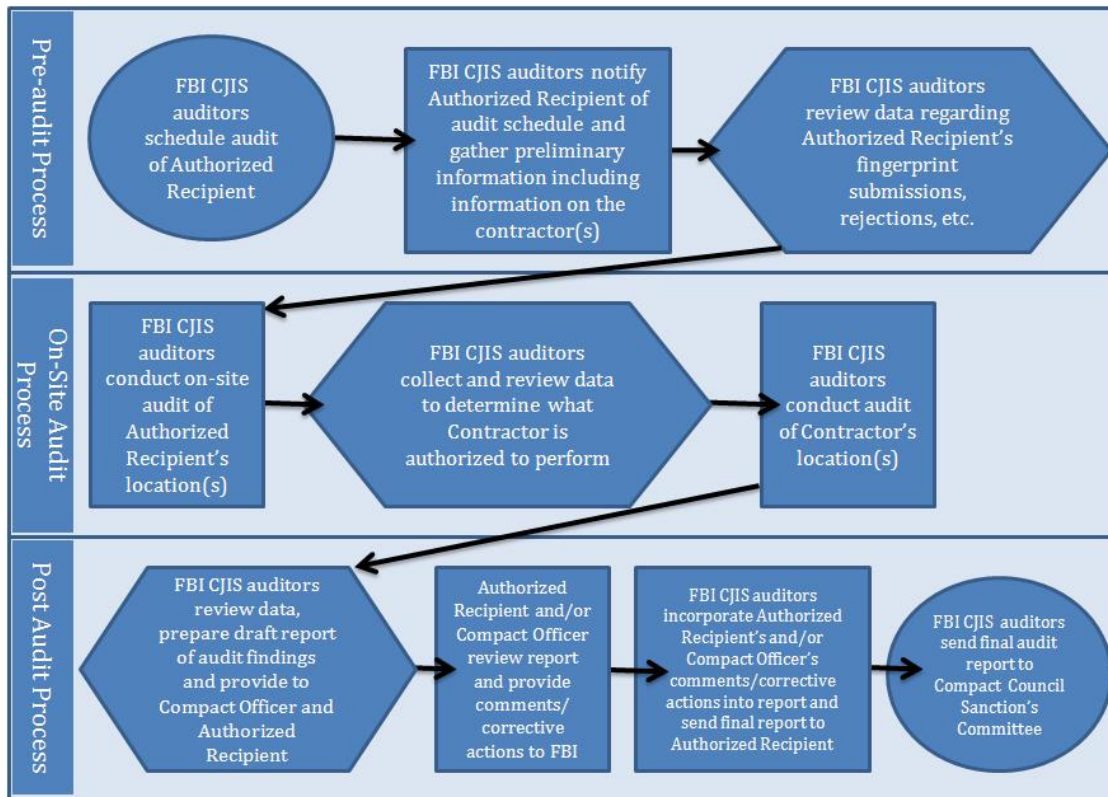 Pre-audit Process
FBI CJIS
auditors
schedule audit
of Authorized
Recipient
FBI CJIS auditors notify
Authorized Recipient of
audit schedule and
gather preliminary
information including
information on the
contractor(s)
FBI CJIS auditors
review data regarding
Authorized Recipient's
fingerprint
submissions,
rejections, etc.
On-Site Audit
Process
FBI CJIS
auditors
conduct on-site
audit of
Authorized
Recipient's
location(s)
FBI CJIS auditors
collect and review data
to determine what
Contractor is
authorized to perform
FBI CJIS
auditors
conduct audit
of Contractor's
location(s)
Post Audit Process
FBI CJIS auditors
review data,
prepare draft report
of audit findings
and provide to
Compact Officer and
Authorized
Recipient
Authorized
Recipient and/or
Compact Officer
review report
and provide
comments/
corrective
actions to FBI
FBI CJIS auditors
incorporate Authorized
Recipient's and/or
Compact Officer's
comments/corrective
actions into report and
send final report to
Authorized Recipient
FBI CJIS auditors
send final audit
report to
Compact Council
Sanction's
Committee